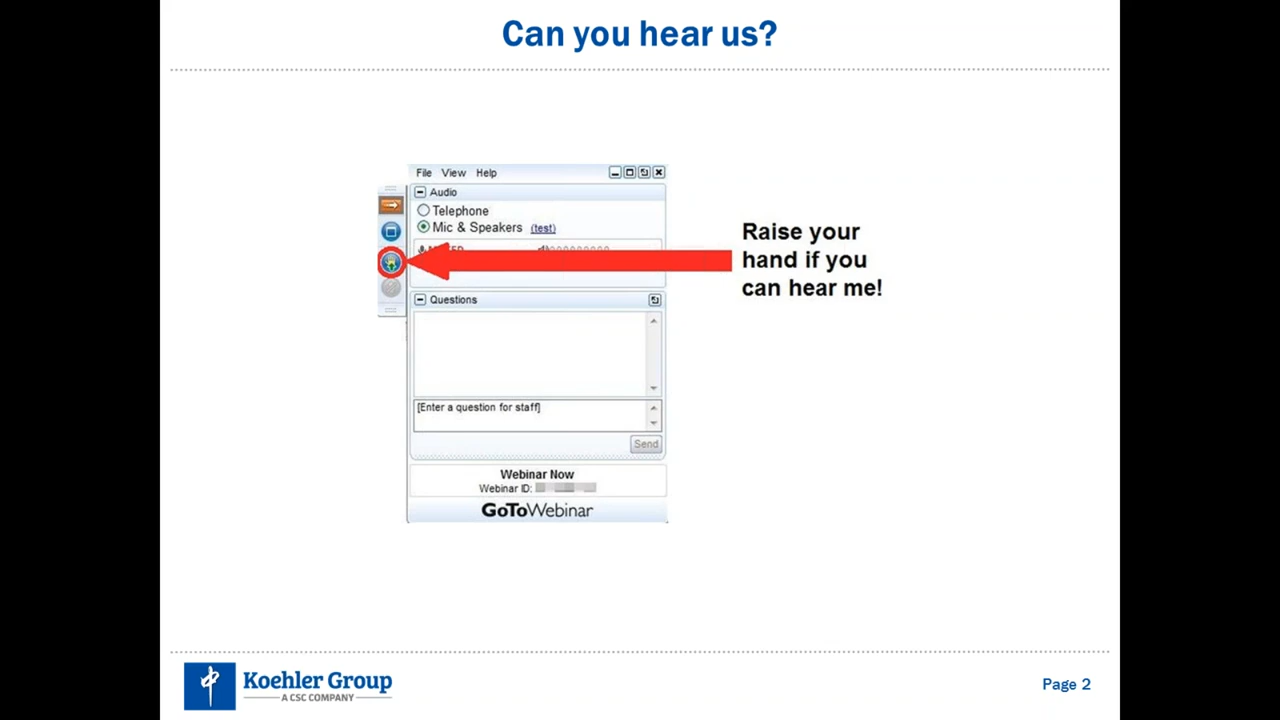 Can you hear us?
File View Help
Audio
Telephone
Mic & Speakers (test)
Raise your
hand if you
can hear me!
Questions
[Enter a question for staff]
Send
Webinar Now
Webinar ID:
GoToWebinar
Koehler Group
A CSC COMPANY
Page 2